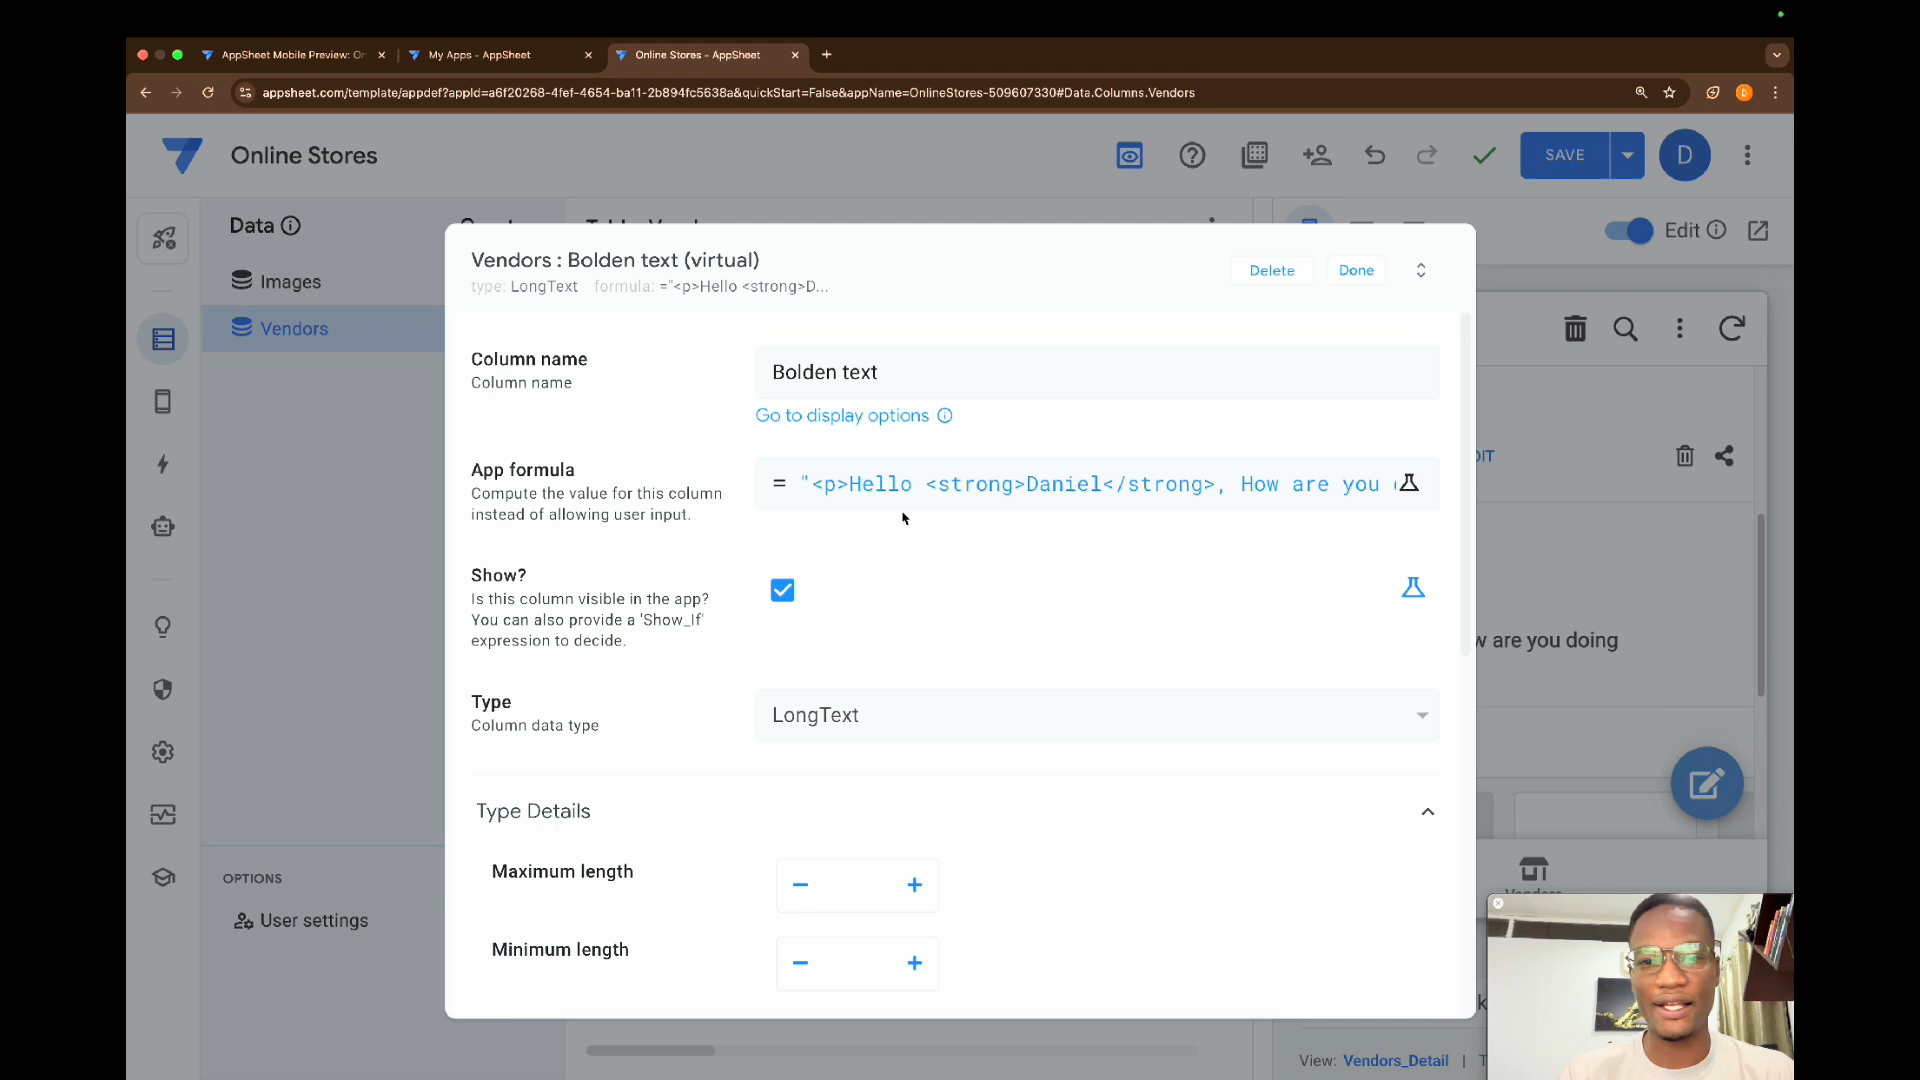 AppSheet Mobile Preview: On
My Apps - AppSheet
Online Stores - AppSheet
appsheet.com/template/appdef?appId=a6f20268-4fef-4654-ba11-2b894fc5638a&quickStart=False&appName=OnlineStores-509607330#Data.Columns.Vendors
Online Stores
SAVE
D
Data
Edit
Images
Vendors
OPTIONS
User settings
Vendors : Bolden text (virtual)
type: LongText formula: ="<p>Hello <strong>D...
Delete
Done
Column name
Column name
Bolden text
Go to display options
App formula
Compute the value for this column
instead of allowing user input.
= "<p>Hello <strong>Daniel</strong>, How are you
Show?
Is this column visible in the app?
You can also provide a 'Show_If'
expression to decide.
Type
Column data type
LongText
Type Details
Maximum length
Minimum length
are you doing
View: Vendors_Detail |